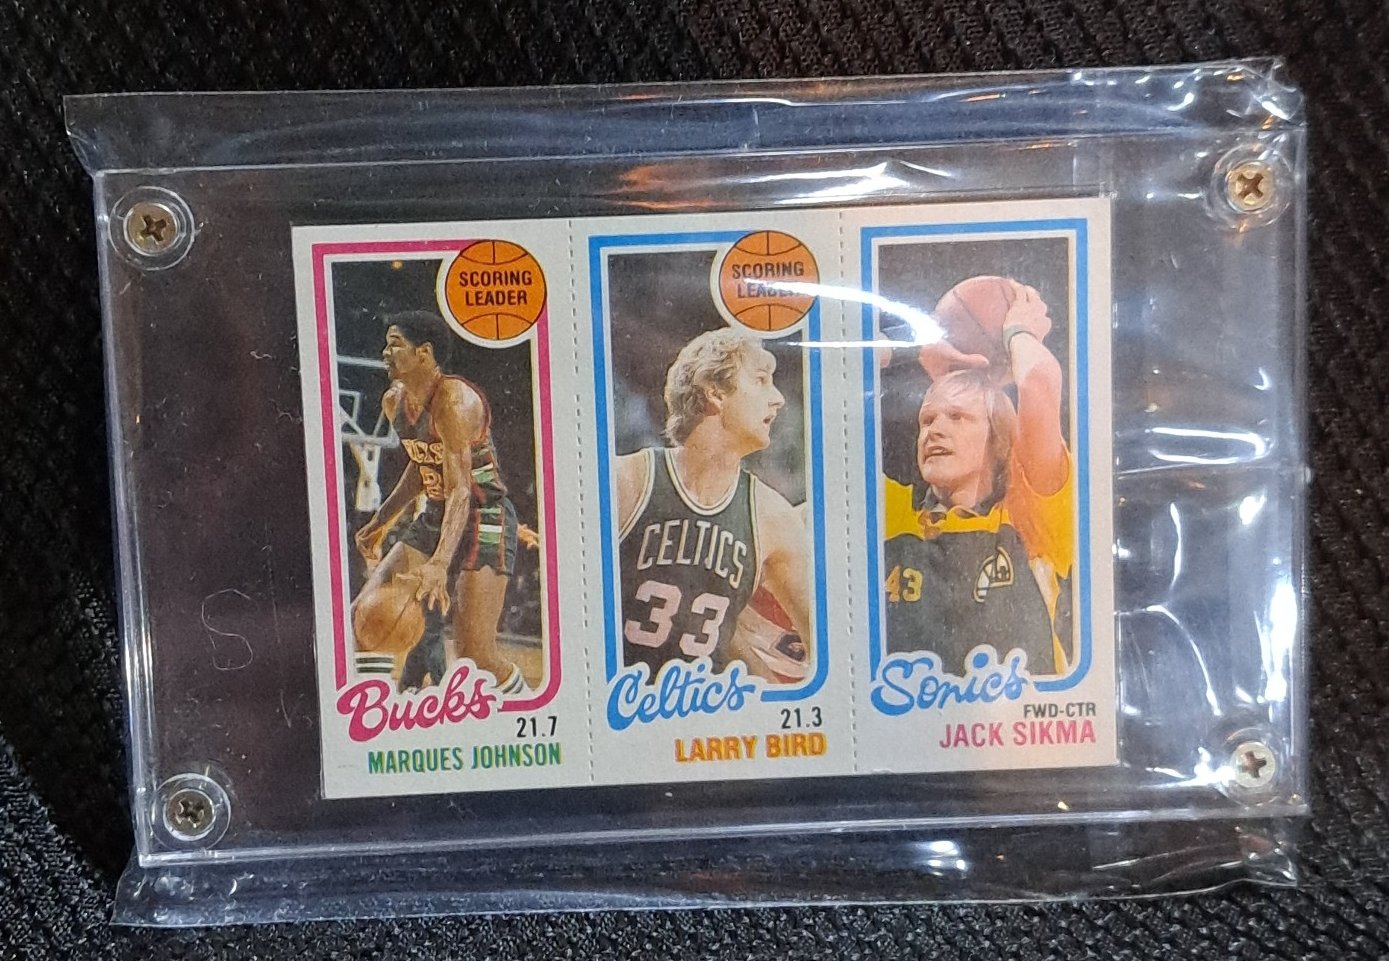 SCORING
LEADER
BUCKS
Bucks
21.7
MARQUES JOHNSON
SCORING
LEADER
CELTICS
33
Celtics
21.3
LARRY BIRD
43
Sonics
FWD-CTR
JACK SIKMA